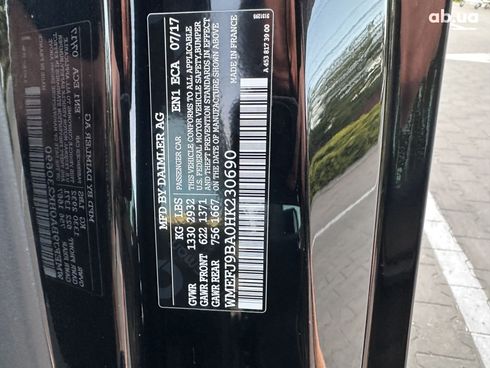 ab.ua
MFD BY DAIMLER AG EN1 ECA 07/17
KG LBS PASSENGER CAR
GVWR 1330 2932
GAWR FRONT 622 1371
GAWR REAR 756 1667
THIS VEHICLE CONFORMS TO ALL APPLICABLE
U.S. FEDERAL MOTOR VEHICLE SAFETY, BUMPER
AND THEFT PREVENTION STANDARDS IN EFFECT
ON THE DATE OF MANUFACTURE SHOWN ABOVE
WMEFJ9BA0HK230690
MADE IN FRANCE
A 453 817 39 00